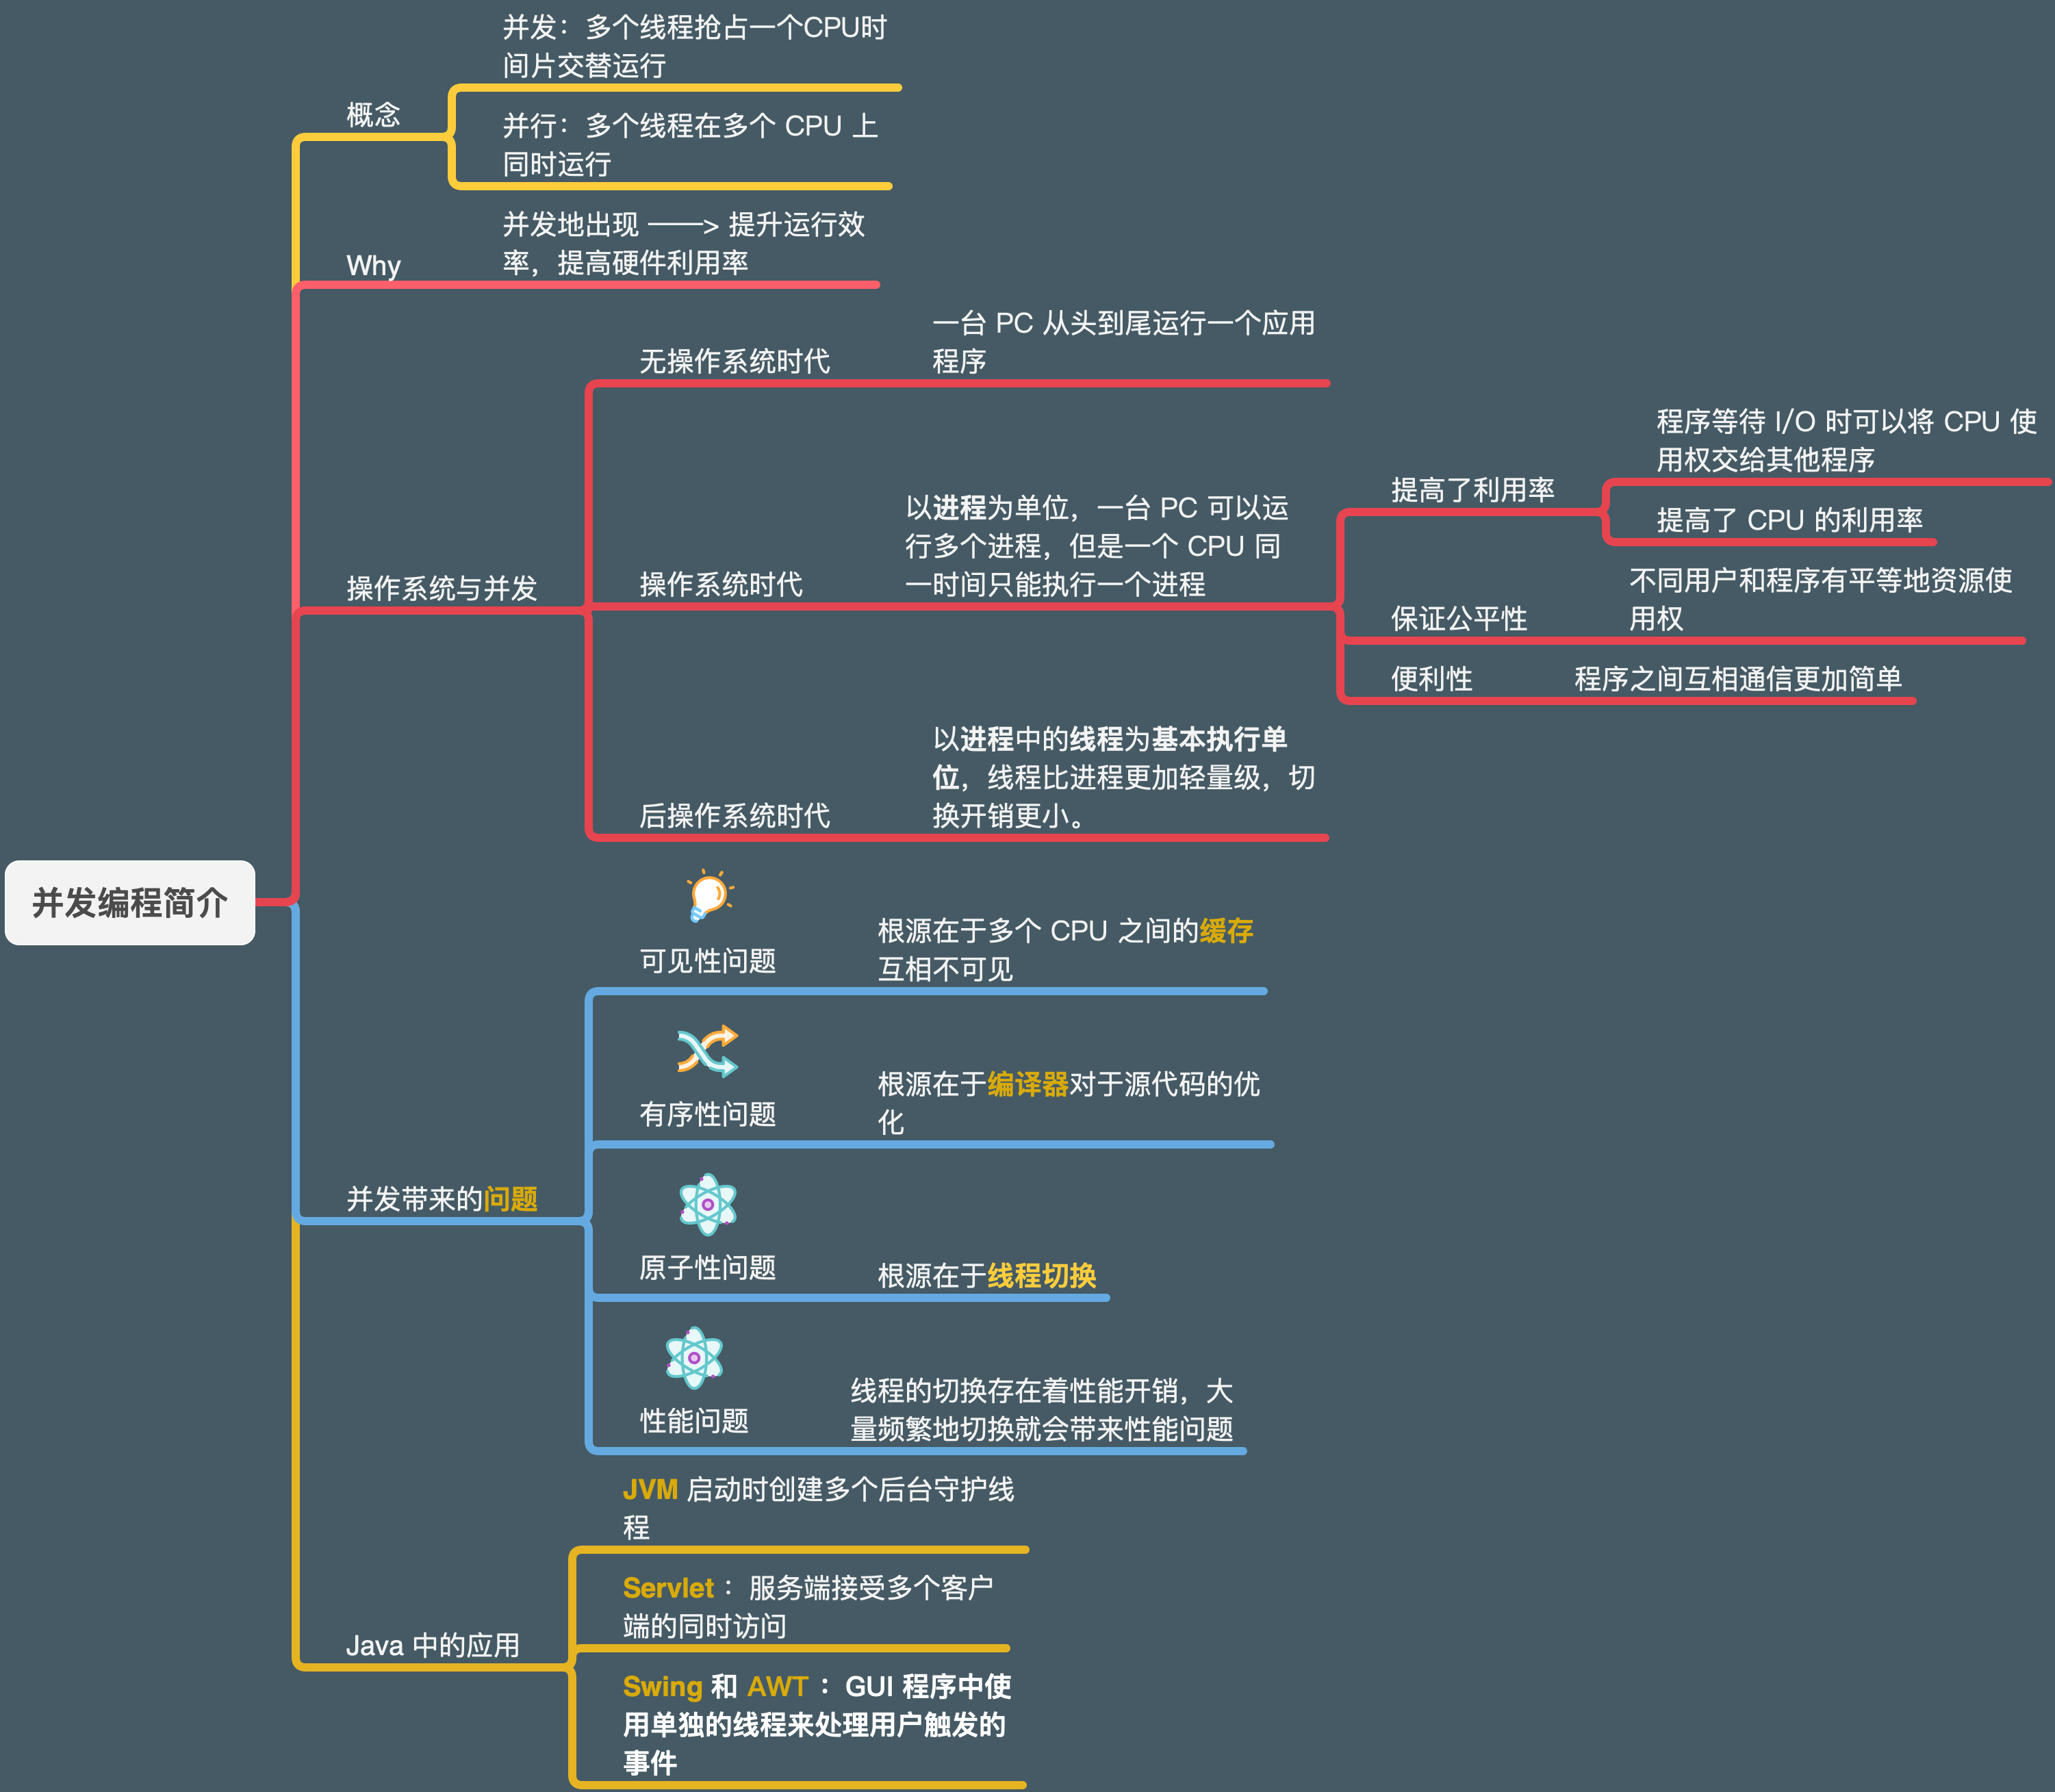 并发编程简介
概念
并发：多个线程抢占一个CPU时
间片交替运行
并行：多个线程在多个 CPU 上
同时运行
Why
并发地出现 ——> 提升运行效
率，提高硬件利用率
操作系统与并发
无操作系统时代
一台 PC 从头到尾运行一个应用
程序
操作系统时代
以进程为单位，一台 PC 可以运
行多个进程，但是一个 CPU 同
一时间只能执行一个进程
提高了利用率
程序等待 I/O 时可以将 CPU 使
用权交给其他程序
提高了 CPU 的利用率
保证公平性
不同用户和程序有平等地资源使
用权
便利性
程序之间互相通信更加简单
后操作系统时代
以进程中的线程为基本执行单
位，线程比进程更加轻量级，切
换开销更小。
并发带来的问题
可见性问题
根源在于多个 CPU 之间的缓存
互相不可见
有序性问题
根源在于编译器对于源代码的优
化
原子性问题
根源在于线程切换
性能问题
线程的切换存在着性能开销，大
量频繁地切换就会带来性能问题
Java 中的应用
JVM 启动时创建多个后台守护线
程
Servlet ：服务端接受多个客户
端的同时访问
Swing 和 AWT ：GUI 程序中使
用单独的线程来处理用户触发的
事件